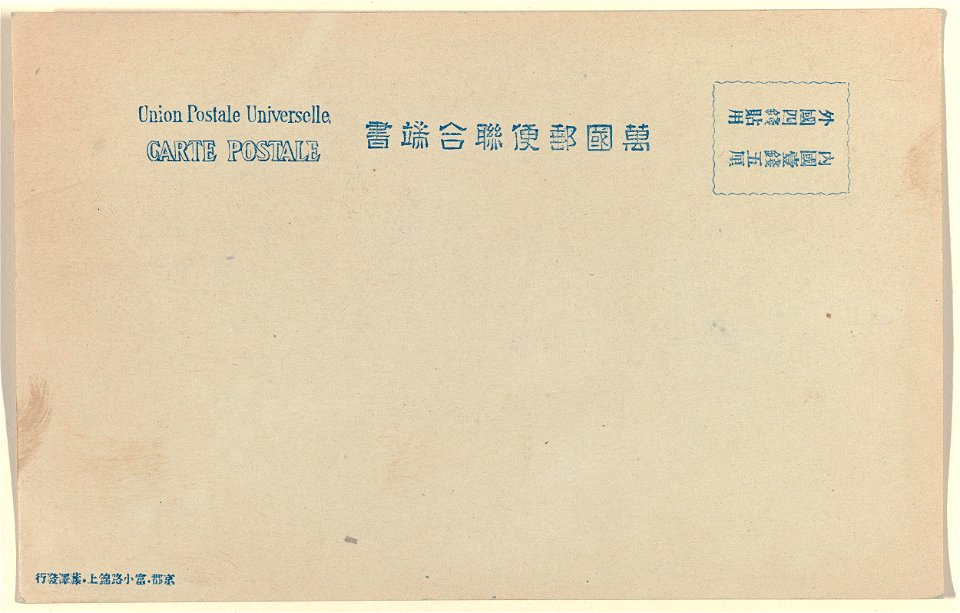 Union Postale Universelle.
CARTE POSTALE
萬國郵便聯合端書
内國壹錢五厘
外國四錢貼用
京都·富小路錦上·澤發行